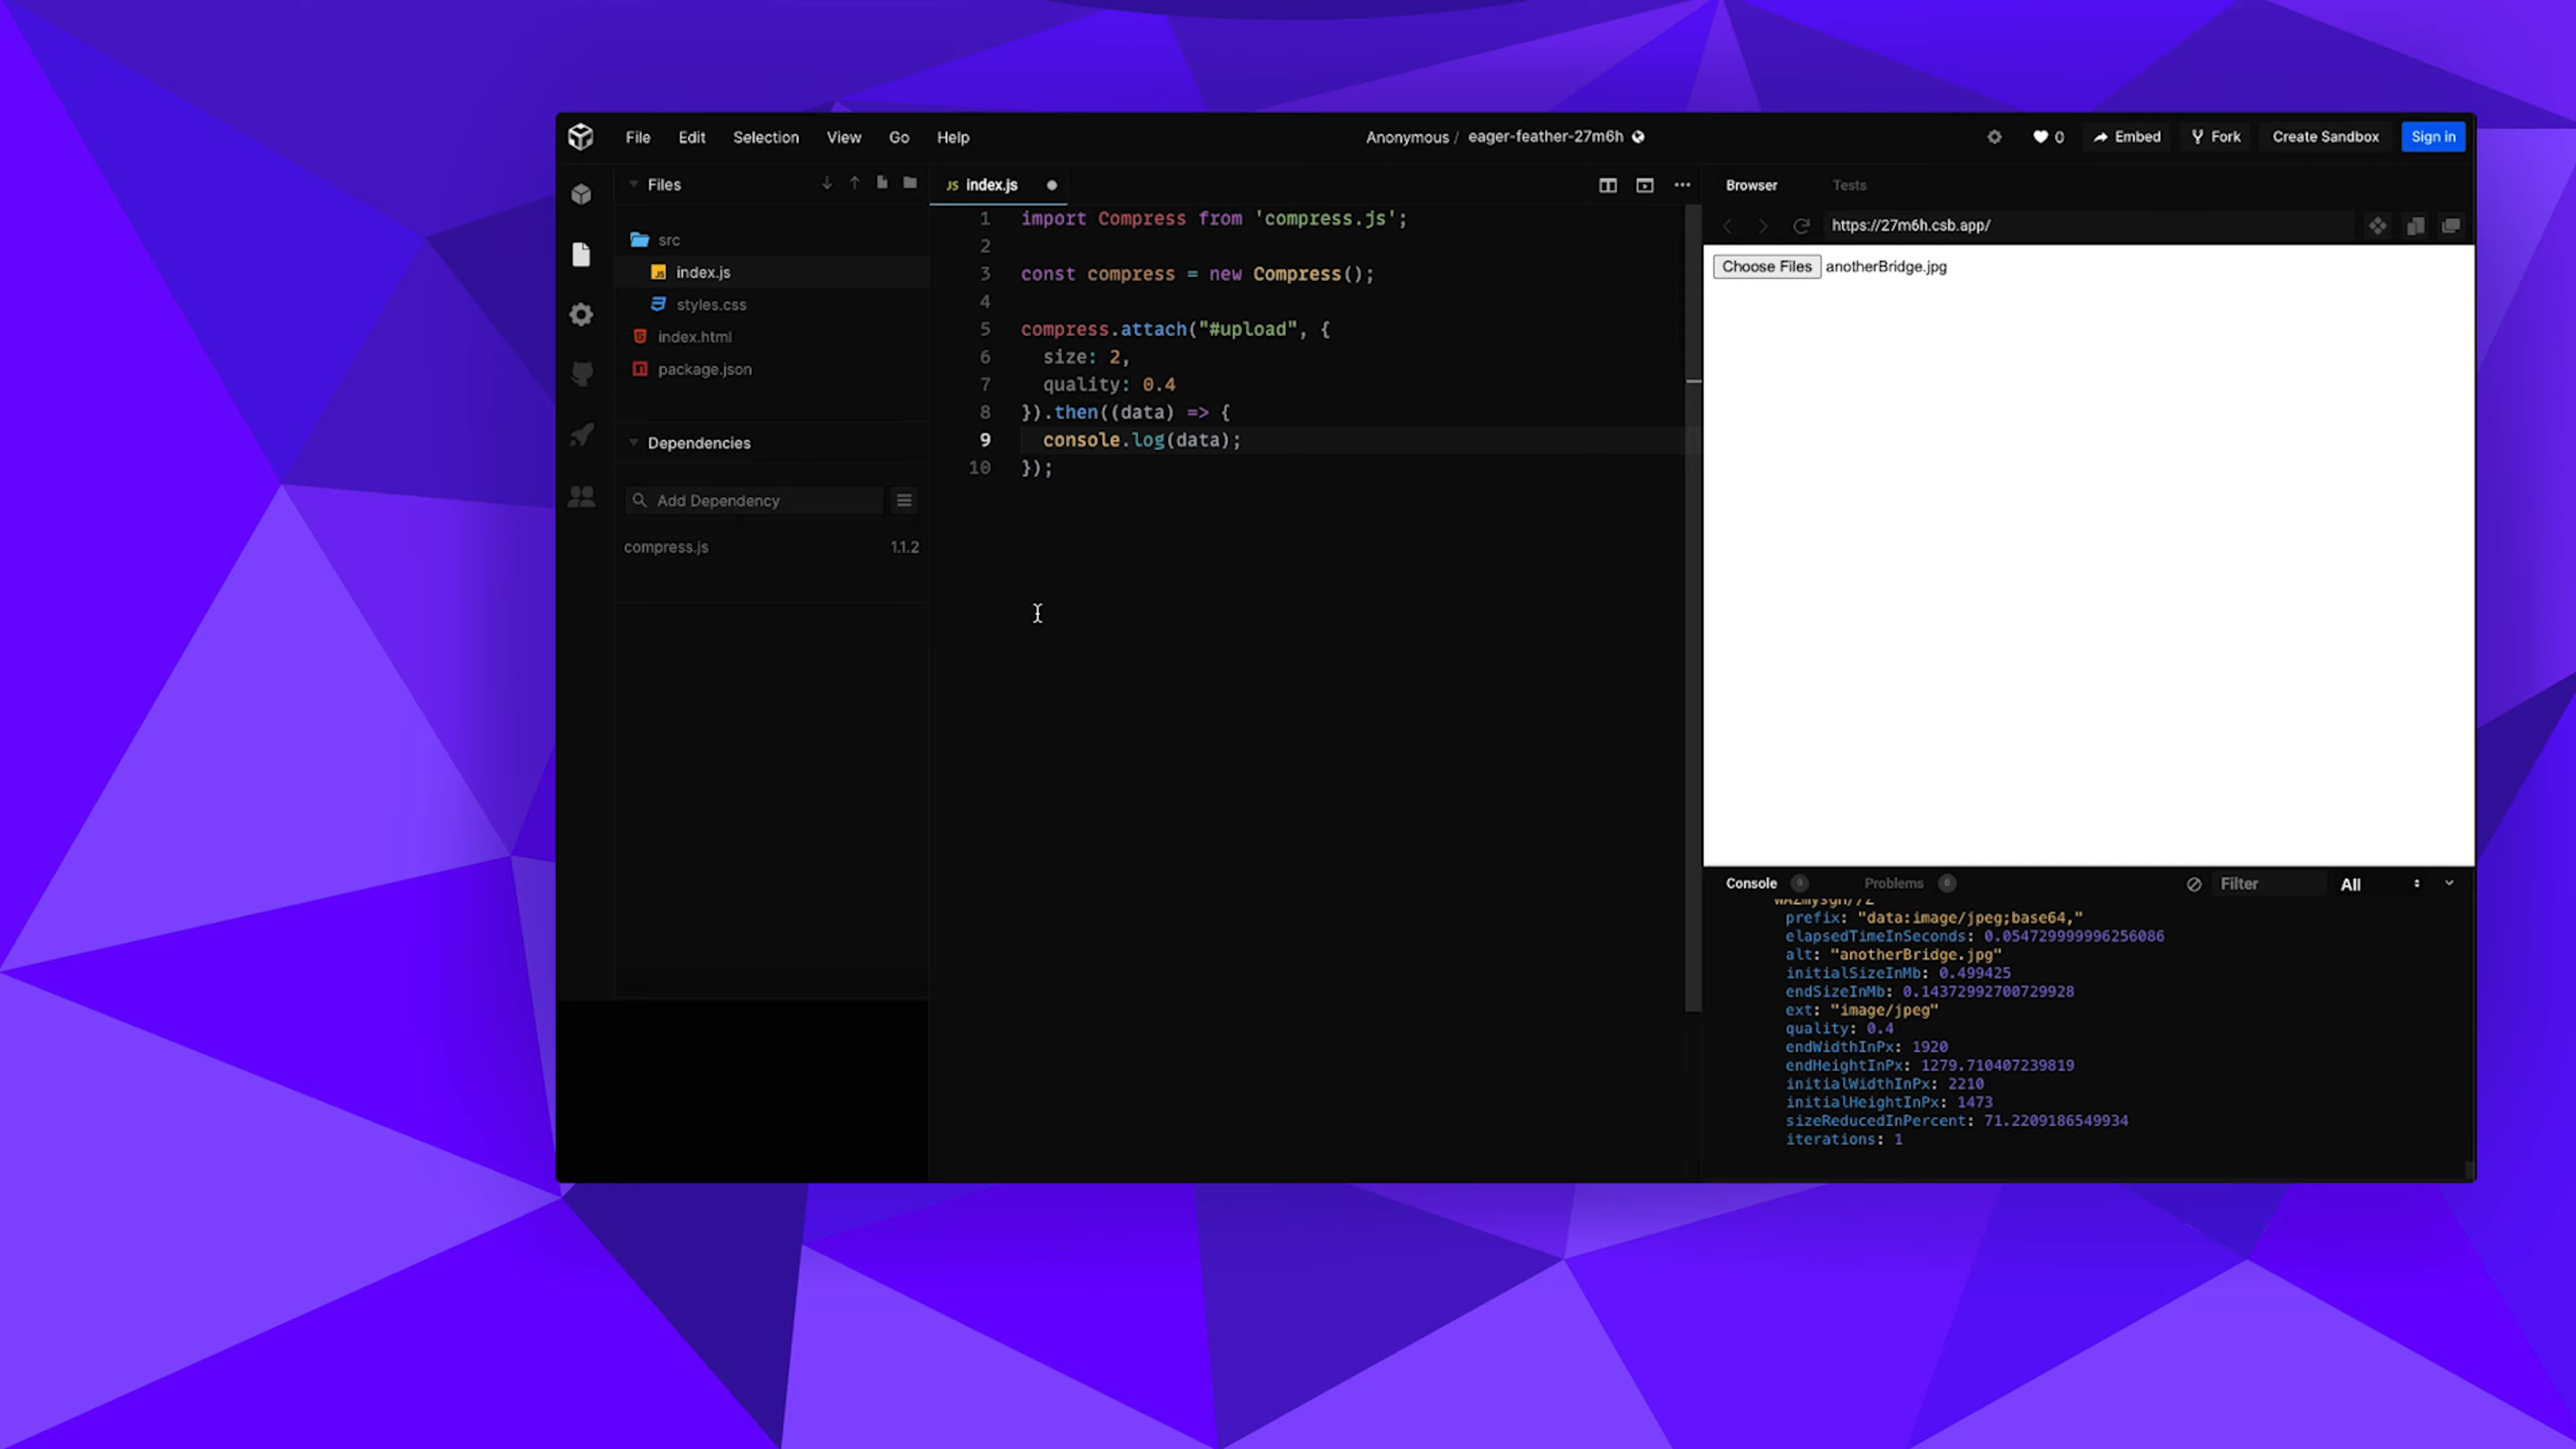 File Edit Selection View Go Help
Anonymous / eager-feather-27m6h
0 Embed Fork Create Sandbox Sign in
Files
src
index.js
styles.css
index.html
package.json
Dependencies
Add Dependency
compress.js 1.1.2
JS index.js
1 import Compress from 'compress.js';
2
3 const compress = new Compress();
4
5 compress.attach("#upload", {
6 size: 2,
7 quality: 0.4
8 }).then((data) => {
9 console.log(data);
10 });
Browser Tests
https://27m6h.csb.app/
Choose Files anotherBridge.jpg
Console 0 Problems 0 Filter All
prefix: "data:image/jpeg;base64,"
elapsedTimeInSeconds: 0.054729999996256086
alt: "anotherBridge.jpg"
initialSizeInMb: 0.499425
endSizeInMb: 0.14372992700729928
ext: "image/jpeg"
quality: 0.4
endWidthInPx: 1920
endHeightInPx: 1279.710407239819
initialWidthInPx: 2210
initialHeightInPx: 1473
sizeReducedInPercent: 71.2209186549934
iterations: 1